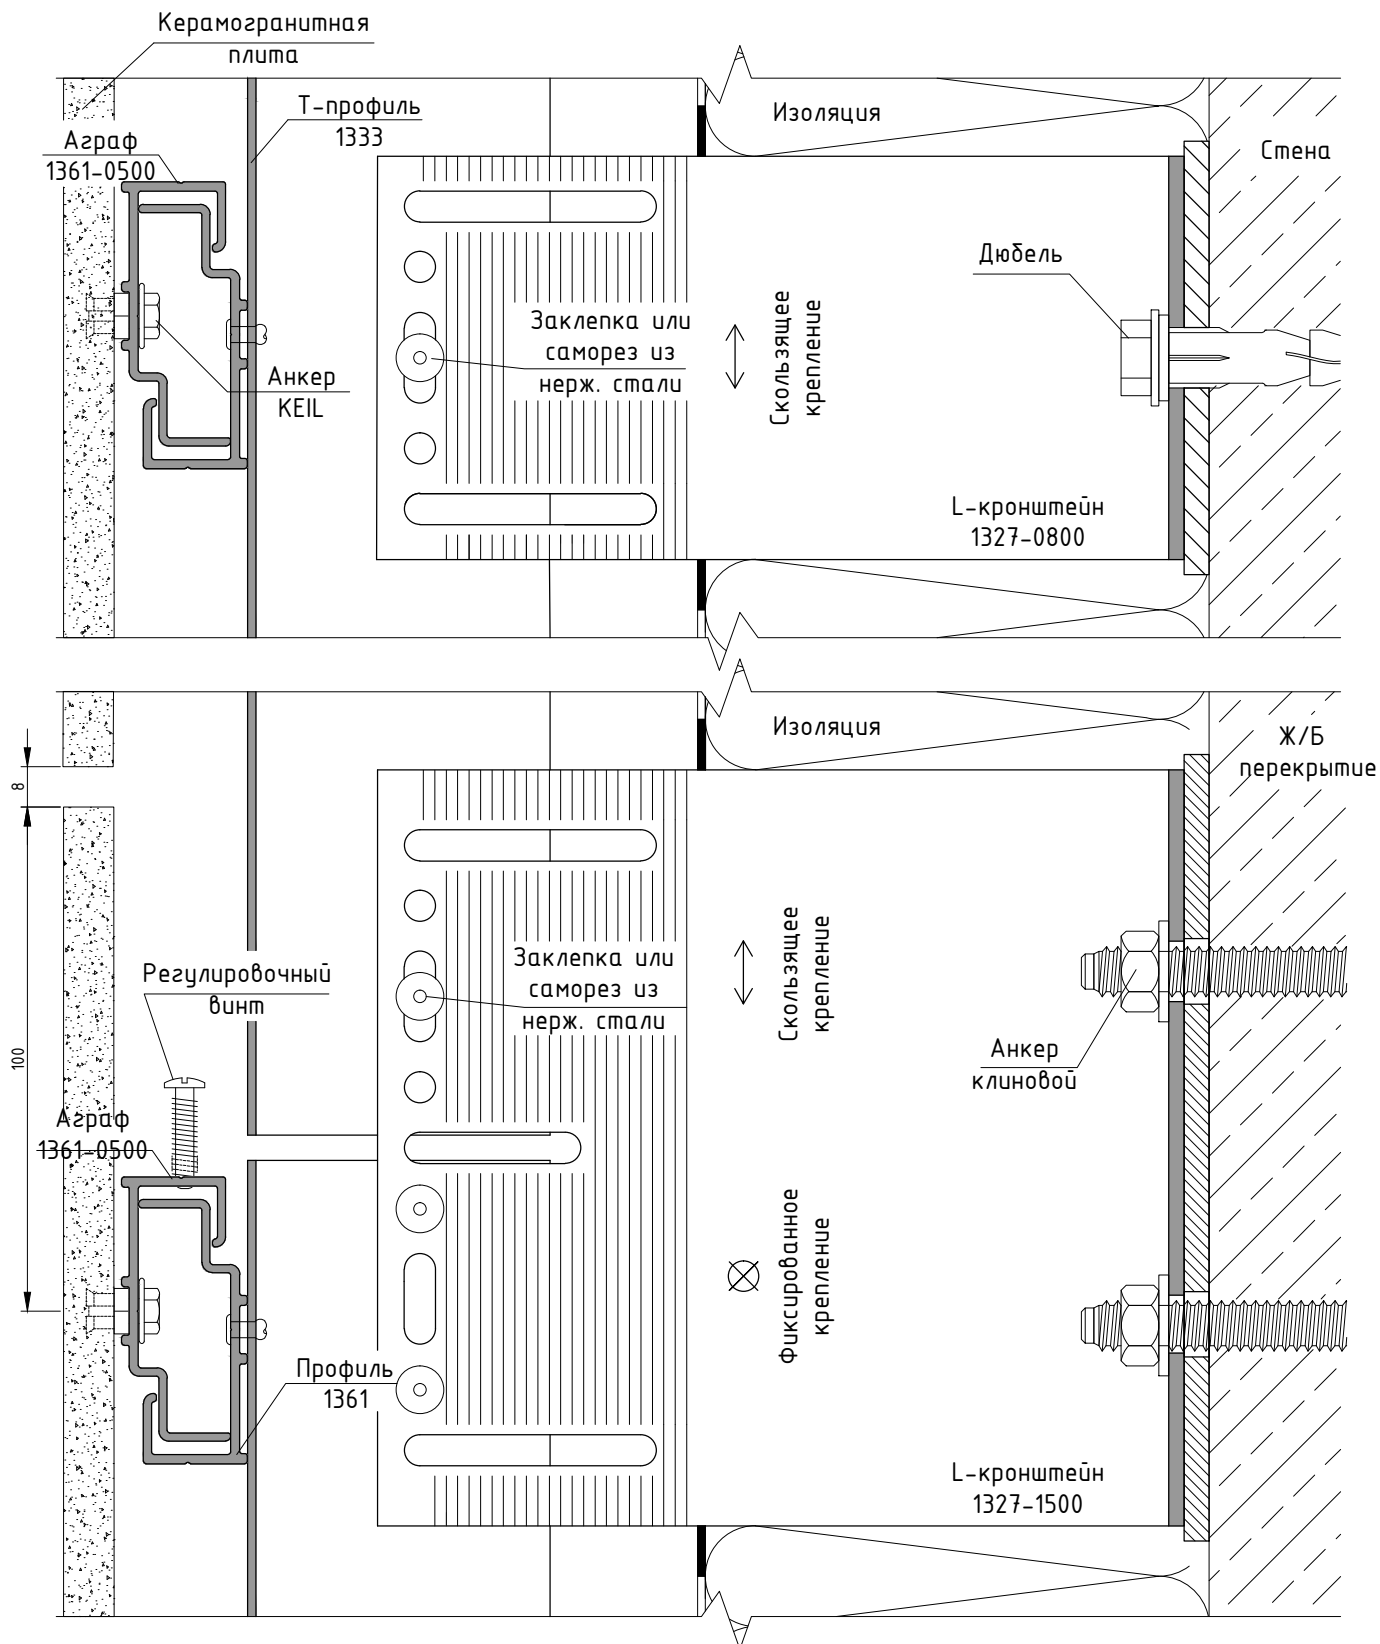 Керамогранитная
плита
Т-профиль
1333
Аграф
1361-0500
Изоляция
Стена
Дюбель
Заклепка или
саморез из
нерж. стали
Скользящее
крепление
Анкер
KEIL
L-кронштейн
1327-0800
Изоляция
Ж/Б
перекрытие
8
100
Регулировочный
винт
Заклепка или
саморез из
нерж. стали
Скользящее
крепление
Анкер
клиновой
Аграф
1361-0500
Фиксированное
крепление
Профиль
1361
L-кронштейн
1327-1500